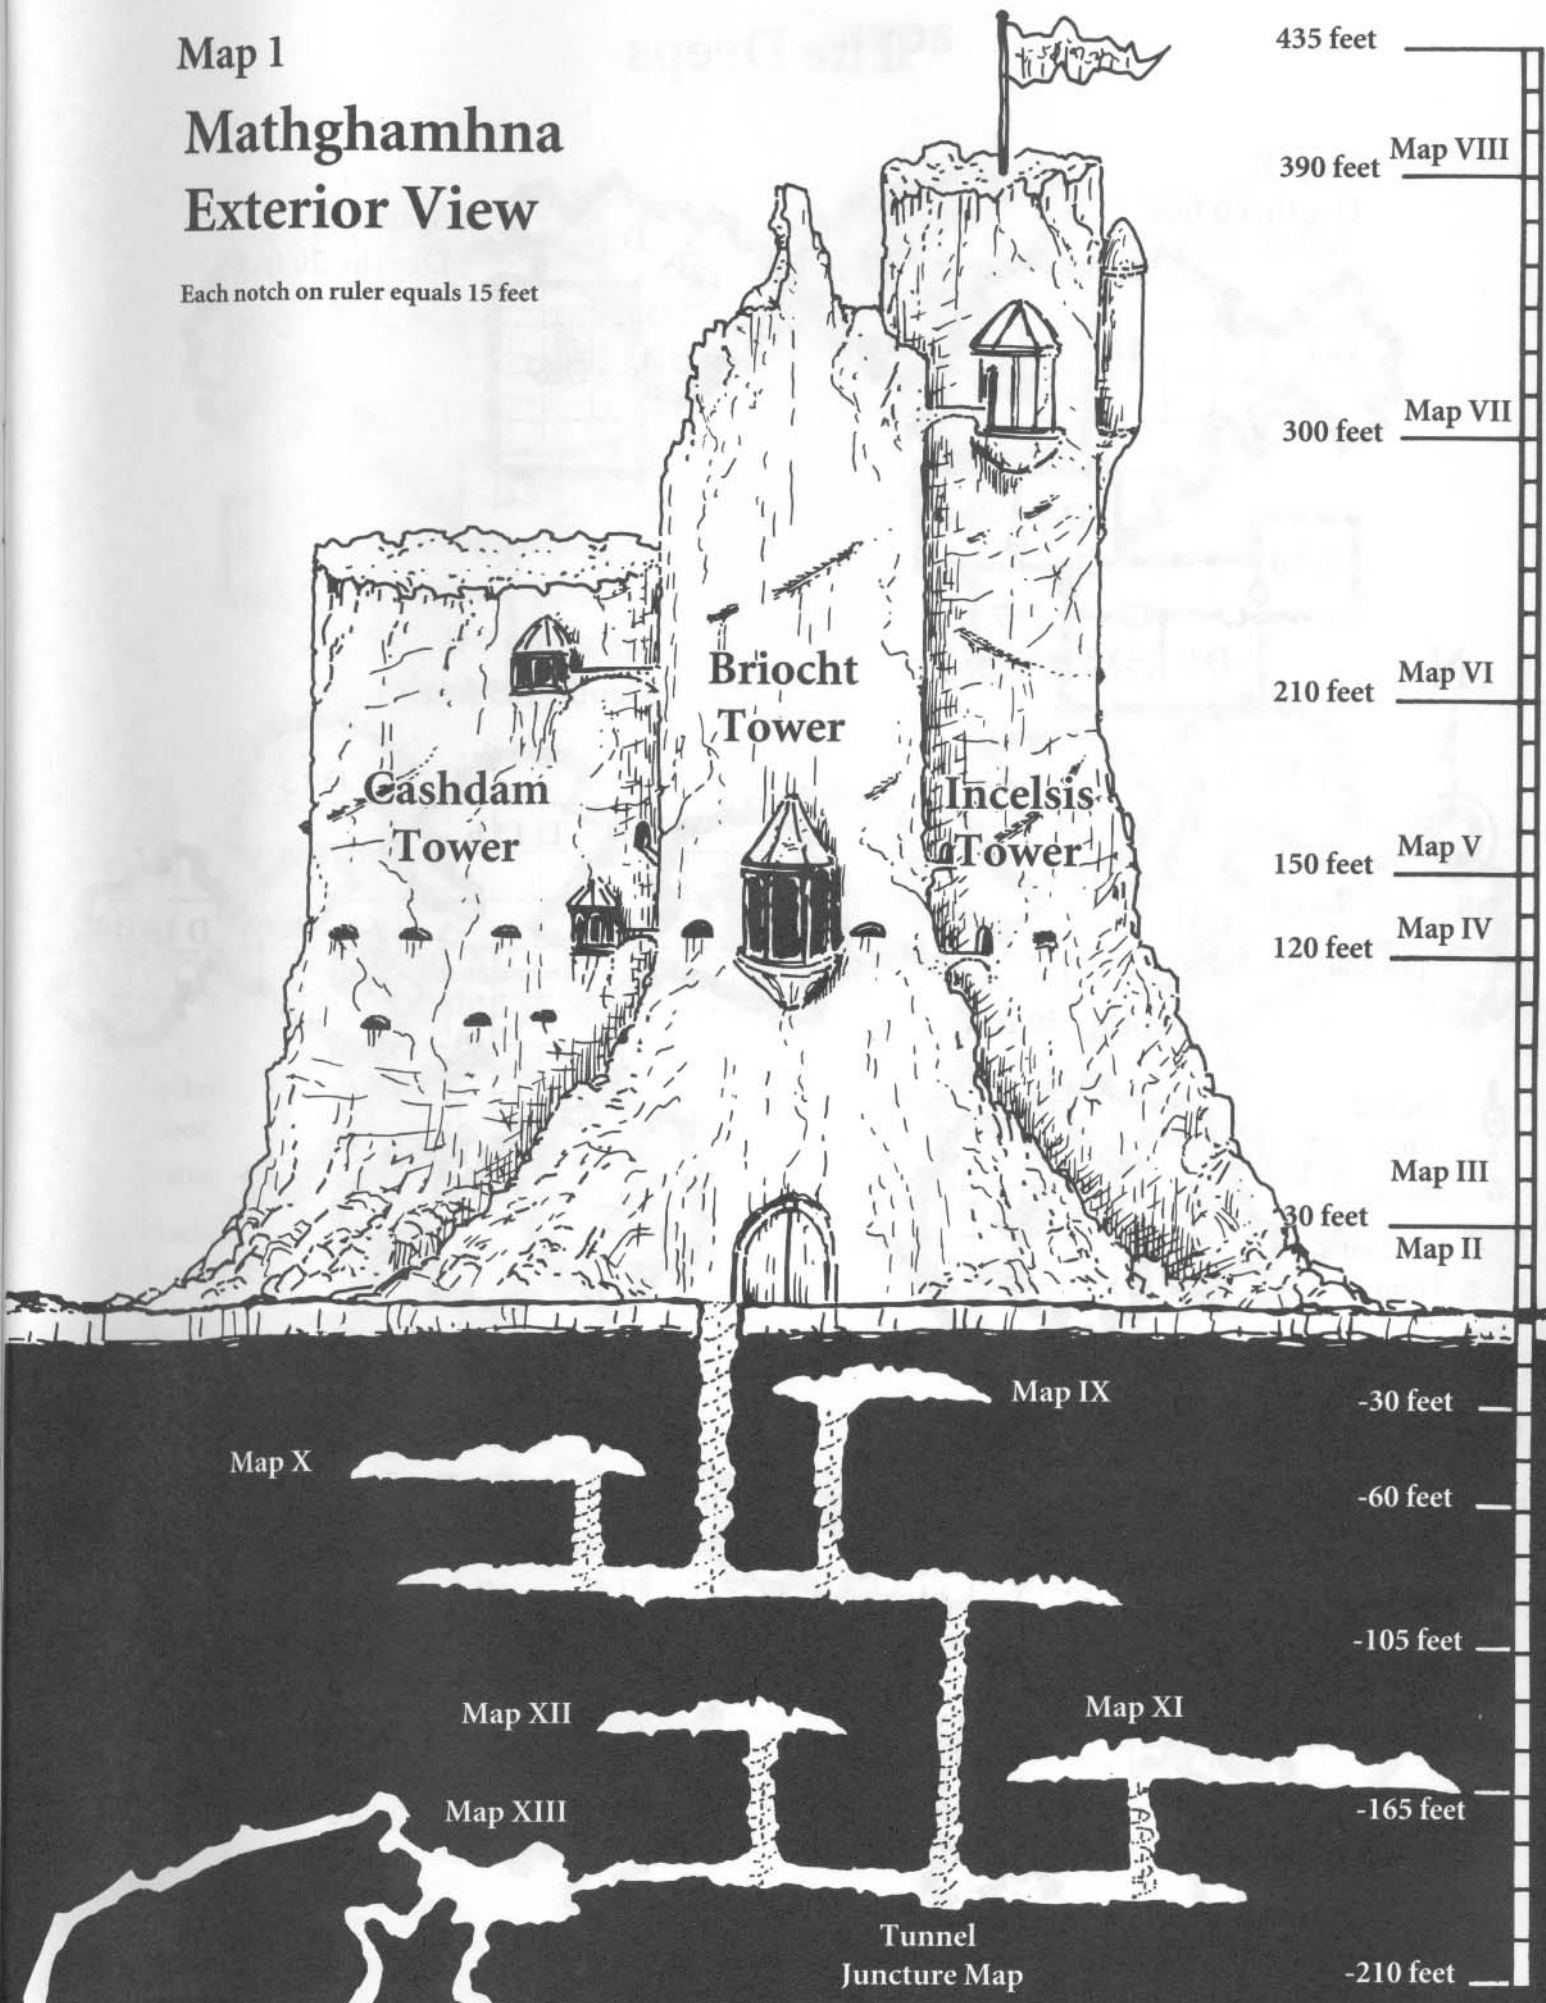 Map 1
Mathghamhna
Exterior View
Each notch on ruler equals 15 feet
435 feet
Map VIII
390 feet
Map VII
300 feet
Map VI
210 feet
Map V
150 feet
Map IV
120 feet
Map III
30 feet
Map II
Briocht
Tower
Cashdam
Tower
Incelsis
Tower
Map IX
-30 feet
Map X
-60 feet
-105 feet
Map XII
Map XI
-165 feet
Map XIII
Tunnel
Juncture Map
-210 feet